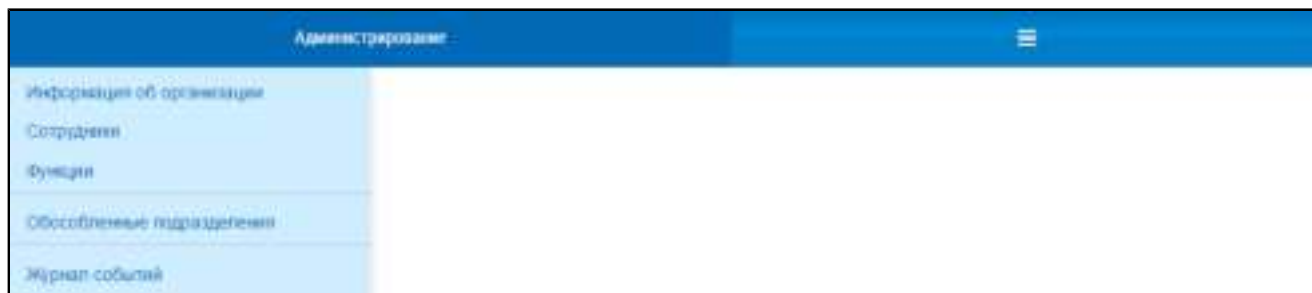 Администрирование
Информация об организации
Сотрудники
Функции
Обособленные подразделения
Журнал событий